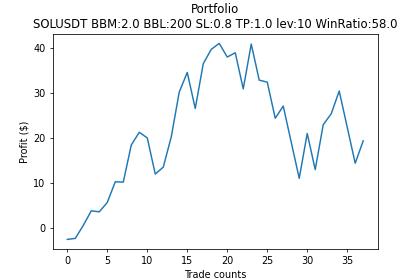 Portfolio
SOLUSDT BBM:2.0 BBL:200 SL:0.8 TP:1.0 lev:10 WinRatio:58.0
40
30
20
10
0
Profit ($)
0 5 10 15 20 25 30 35
Trade counts